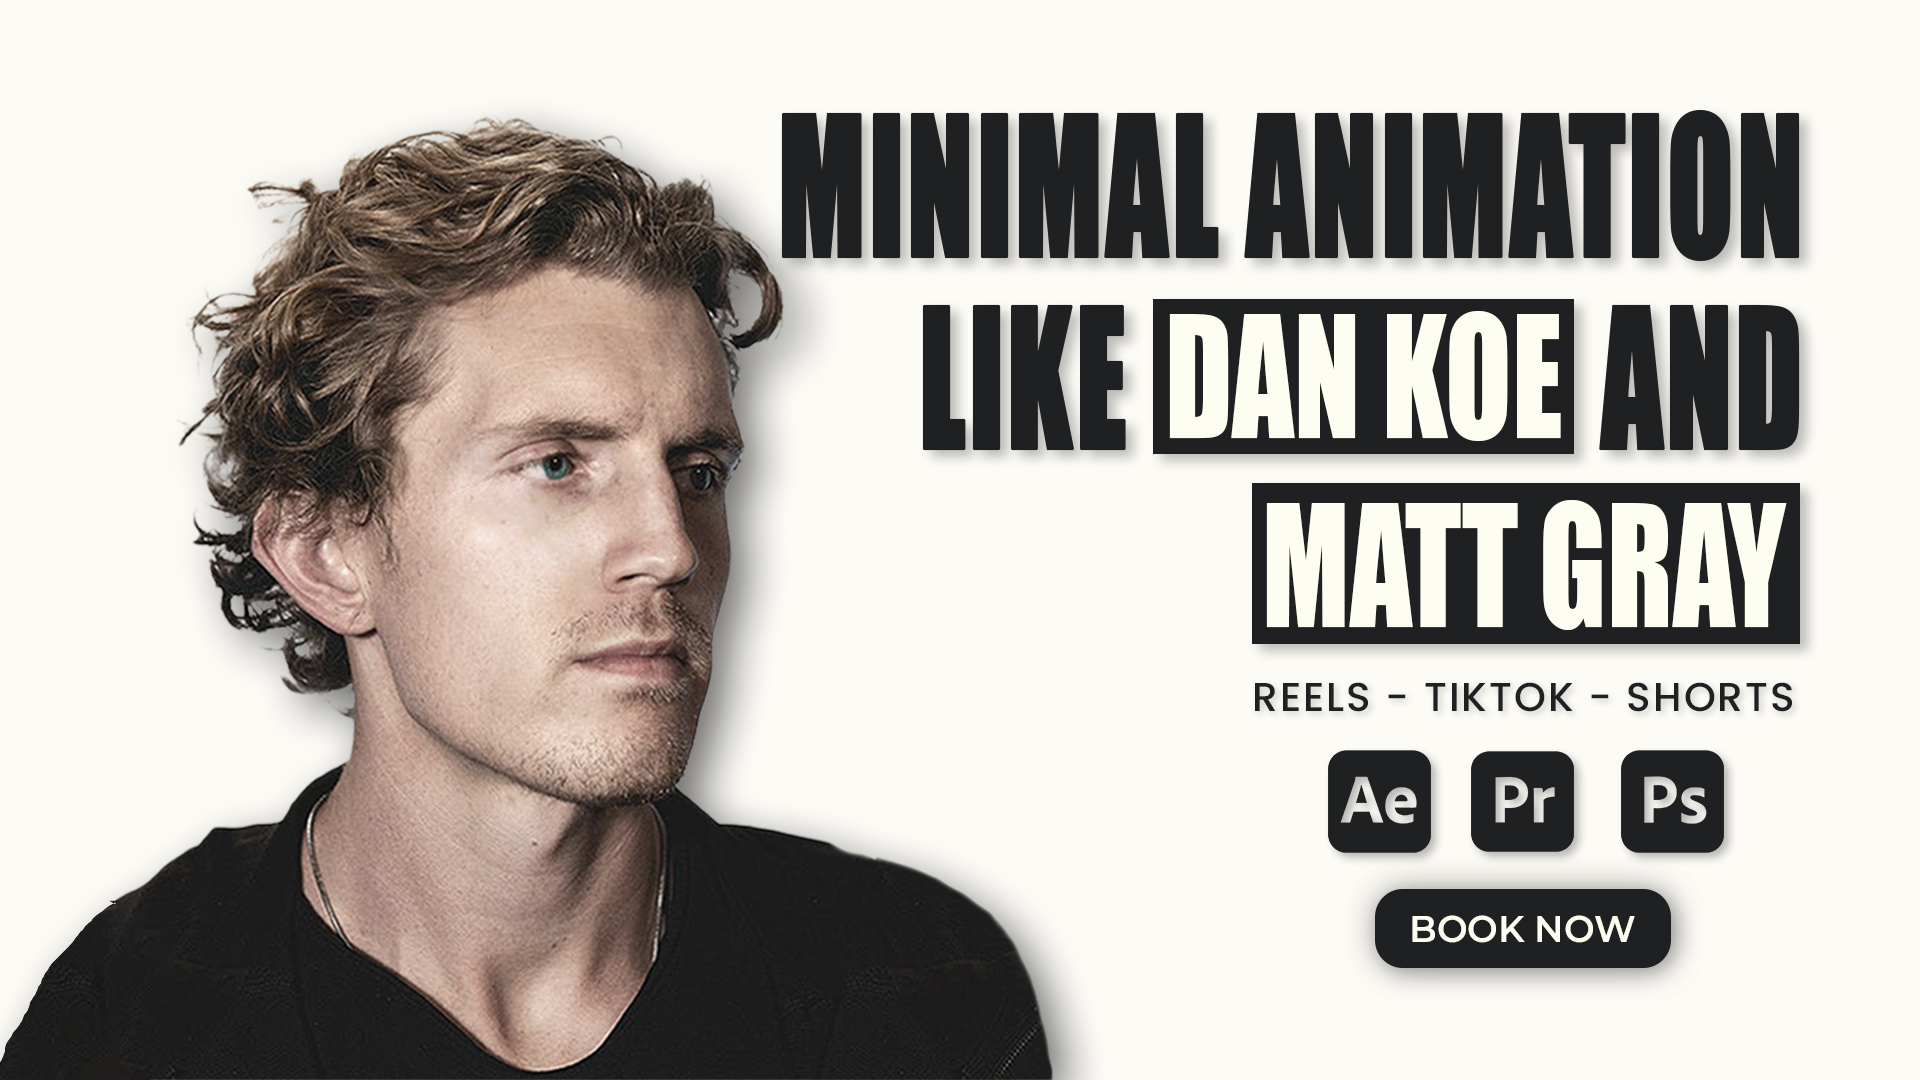 MINIMAL ANIMATION
LIKE DAN KOE AND
MATT GRAY
REELS - TIKTOK - SHORTS
Ae Pr Ps
BOOK NOW